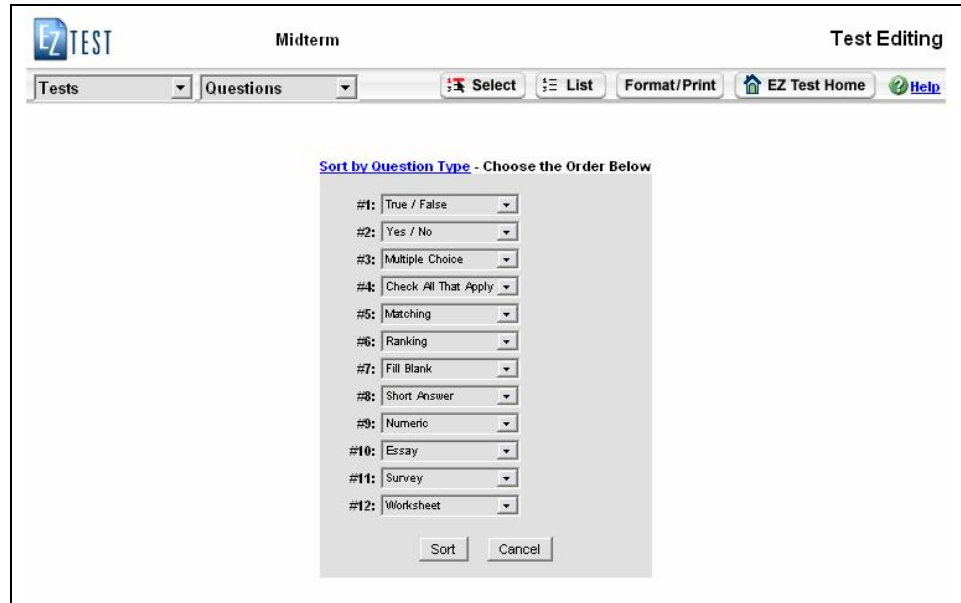 EZ TEST Midterm Test Editing
Tests Questions Select List Format/Print EZ Test Home Help
Sort by Question Type - Choose the Order Below
#1: True / False
#2: Yes / No
#3: Multiple Choice
#4: Check All That Apply
#5: Matching
#6: Ranking
#7: Fill Blank
#8: Short Answer
#9: Numeric
#10: Essay
#11: Survey
#12: Worksheet
Sort Cancel